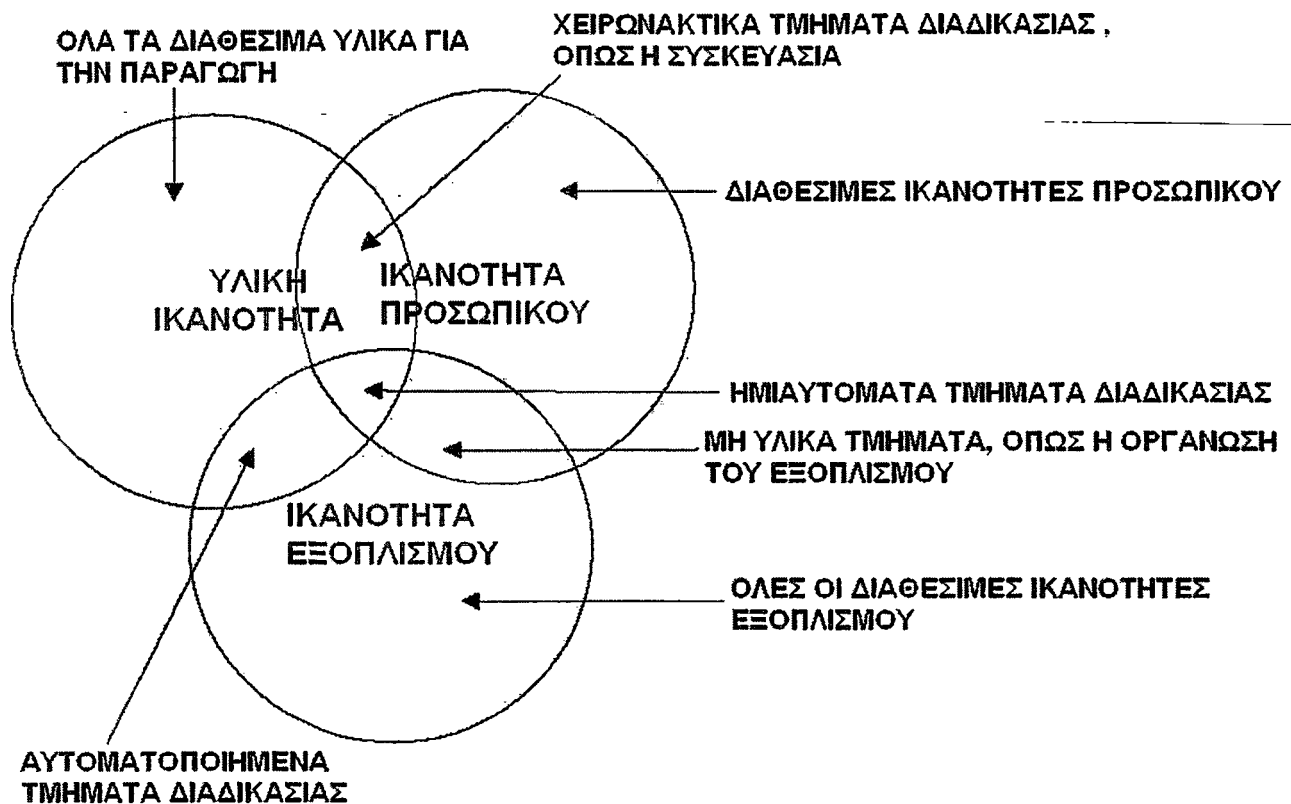 ΟΛΑ ΤΑ ΔΙΑΘΕΣΙΜΑ ΥΛΙΚΑ ΓΙΑ
ΤΗΝ ΠΑΡΑΓΩΓΗ
ΧΕΙΡΩΝΑΚΤΙΚΑ ΤΜΗΜΑΤΑ ΔΙΑΔΙΚΑΣΙΑΣ ,
ΟΠΩΣ Η ΣΥΣΚΕΥΑΣΙΑ
ΔΙΑΘΕΣΙΜΕΣ ΙΚΑΝΟΤΗΤΕΣ ΠΡΟΣΩΠΙΚΟΥ
ΥΛΙΚΗ
ΙΚΑΝΟΤΗΤΑ
ΙΚΑΝΟΤΗΤΑ
ΠΡΟΣΩΠΙΚΟΥ
ΗΜΙΑΥΤΟΜΑΤΑ ΤΜΗΜΑΤΑ ΔΙΑΔΙΚΑΣΙΑΣ
ΜΗ ΥΛΙΚΑ ΤΜΗΜΑΤΑ, ΟΠΩΣ Η ΟΡΓΑΝΩΣΗ
ΤΟΥ ΕΞΟΠΛΙΣΜΟΥ
ΙΚΑΝΟΤΗΤΑ
ΕΞΟΠΛΙΣΜΟΥ
ΟΛΕΣ ΟΙ ΔΙΑΘΕΣΙΜΕΣ ΙΚΑΝΟΤΗΤΕΣ
ΕΞΟΠΛΙΣΜΟΥ
ΑΥΤΟΜΑΤΟΠΟΙΗΜΕΝΑ
ΤΜΗΜΑΤΑ ΔΙΑΔΙΚΑΣΙΑΣ